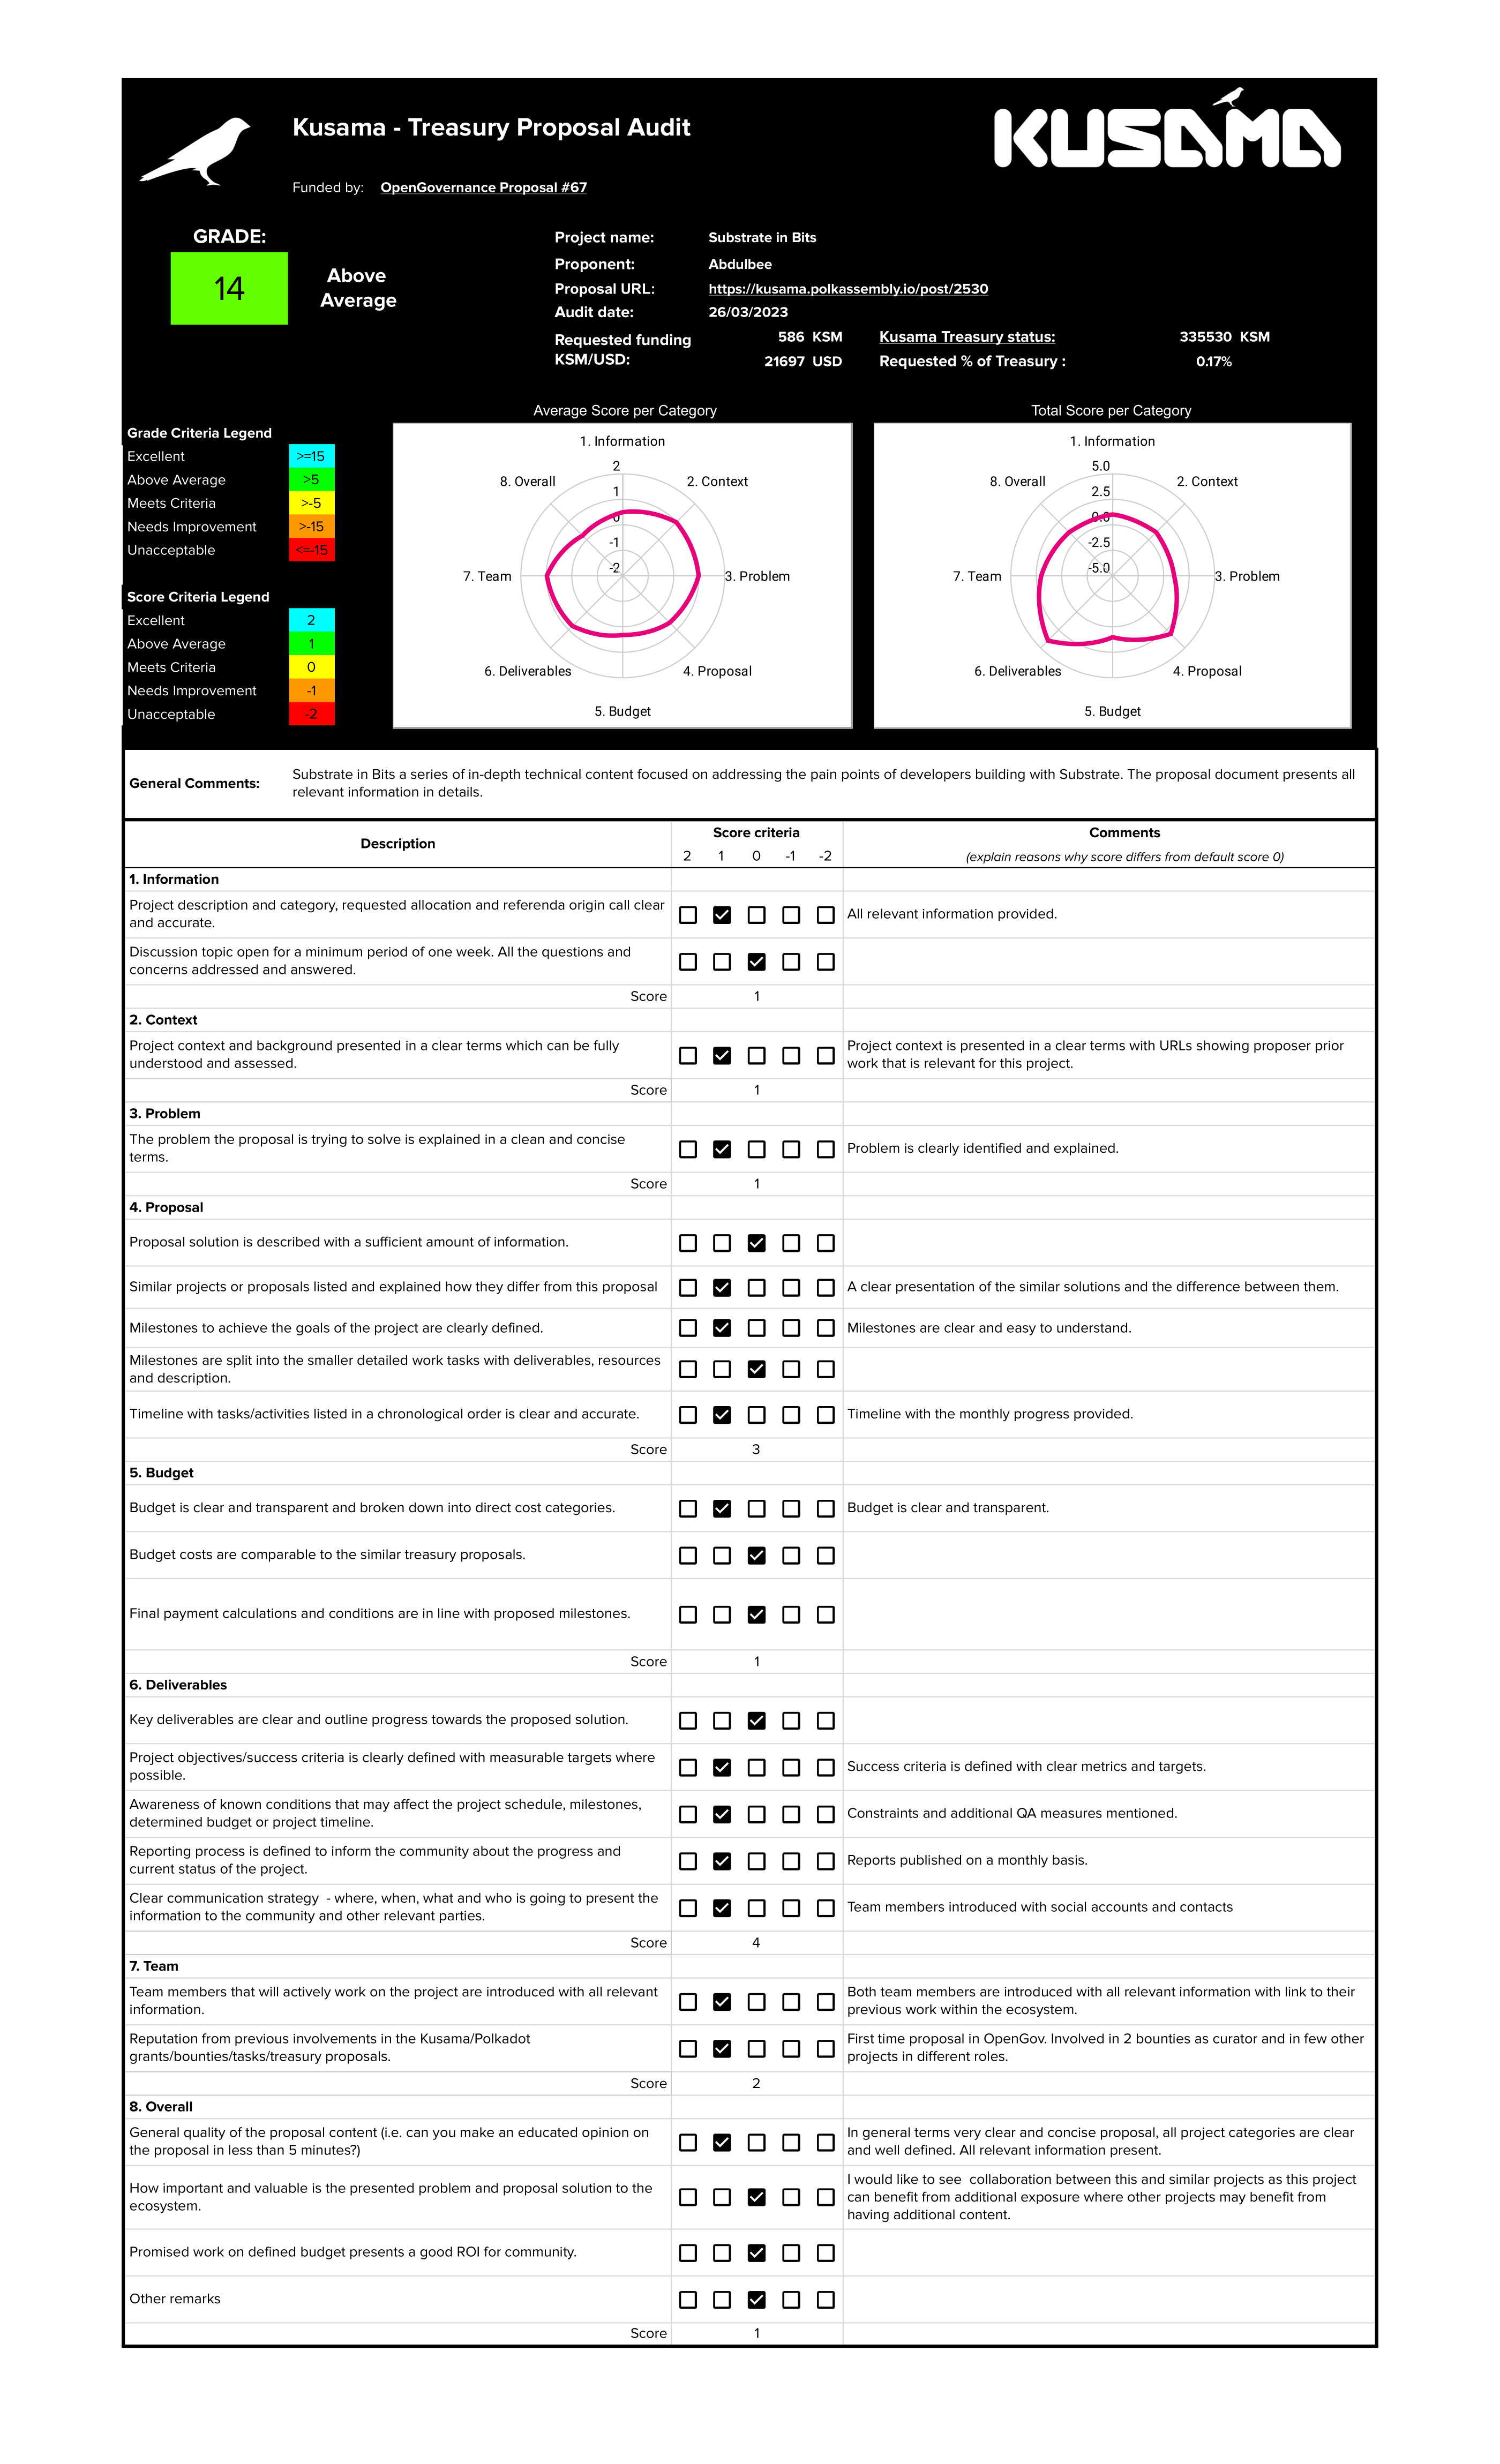 Kusama - Treasury Proposal Audit
KUSAMA
Funded by: OpenGovernance Proposal #67
GRADE:
14
Above
Average
Project name: Substrate in Bits
Proponent: Abdulbee
Proposal URL: https://kusama.polkassembly.io/post/2530
Audit date: 26/03/2023
Requested funding
KSM/USD:
586 KSM
21697 USD
Kusama Treasury status: 335530 KSM
Requested % of Treasury : 0.17%
Grade Criteria Legend
Excellent >=15
Above Average >5
Meets Criteria >-5
Needs Improvement >-15
Unacceptable <=-15
Score Criteria Legend
Excellent 2
Above Average 1
Meets Criteria 0
Needs Improvement -1
Unacceptable -2
Average Score per Category
1. Information
2
8. Overall
2. Context
1
0
-1
-2
7. Team
3. Problem
6. Deliverables
4. Proposal
5. Budget
Total Score per Category
1. Information
5.0
8. Overall
2. Context
2.5
0.0
-2.5
-5.0
7. Team
3. Problem
6. Deliverables
4. Proposal
5. Budget
General Comments:
Substrate in Bits a series of in-depth technical content focused on addressing the pain points of developers building with Substrate. The proposal document presents all
relevant information in details.
Description
Score criteria
2 1 0 -1 -2
Comments
(explain reasons why score differs from default score 0)
1. Information
Project description and category, requested allocation and referenda origin call clear
and accurate.
All relevant information provided.
Discussion topic open for a minimum period of one week. All the questions and
concerns addressed and answered.
Score 1
2. Context
Project context and background presented in a clear terms which can be fully
understood and assessed.
Project context is presented in a clear terms with URLs showing proposer prior
work that is relevant for this project.
Score 1
3. Problem
The problem the proposal is trying to solve is explained in a clean and concise
terms.
Problem is clearly identified and explained.
Score 1
4. Proposal
Proposal solution is described with a sufficient amount of information.
Similar projects or proposals listed and explained how they differ from this proposal
A clear presentation of the similar solutions and the difference between them.
Milestones to achieve the goals of the project are clearly defined.
Milestones are clear and easy to understand.
Milestones are split into the smaller detailed work tasks with deliverables, resources
and description.
Timeline with tasks/activities listed in a chronological order is clear and accurate.
Timeline with the monthly progress provided.
Score 3
5. Budget
Budget is clear and transparent and broken down into direct cost categories.
Budget is clear and transparent.
Budget costs are comparable to the similar treasury proposals.
Final payment calculations and conditions are in line with proposed milestones.
Score 1
6. Deliverables
Key deliverables are clear and outline progress towards the proposed solution.
Project objectives/success criteria is clearly defined with measurable targets where
possible.
Success criteria is defined with clear metrics and targets.
Awareness of known conditions that may affect the project schedule, milestones,
determined budget or project timeline.
Constraints and additional QA measures mentioned.
Reporting process is defined to inform the community about the progress and
current status of the project.
Reports published on a monthly basis.
Clear communication strategy - where, when, what and who is going to present the
information to the community and other relevant parties.
Team members introduced with social accounts and contacts
Score 4
7. Team
Team members that will actively work on the project are introduced with all relevant
information.
Both team members are introduced with all relevant information with link to their
previous work within the ecosystem.
Reputation from previous involvements in the Kusama/Polkadot
grants/bounties/tasks/treasury proposals.
First time proposal in OpenGov. Involved in 2 bounties as curator and in few other
projects in different roles.
Score 2
8. Overall
General quality of the proposal content (i.e. can you make an educated opinion on
the proposal in less than 5 minutes?)
In general terms very clear and concise proposal, all project categories are clear
and well defined. All relevant information present.
How important and valuable is the presented problem and proposal solution to the
ecosystem.
I would like to see collaboration between this and similar projects as this project
can benefit from additional exposure where other projects may benefit from
having additional content.
Promised work on defined budget presents a good ROI for community.
Other remarks
Score 1